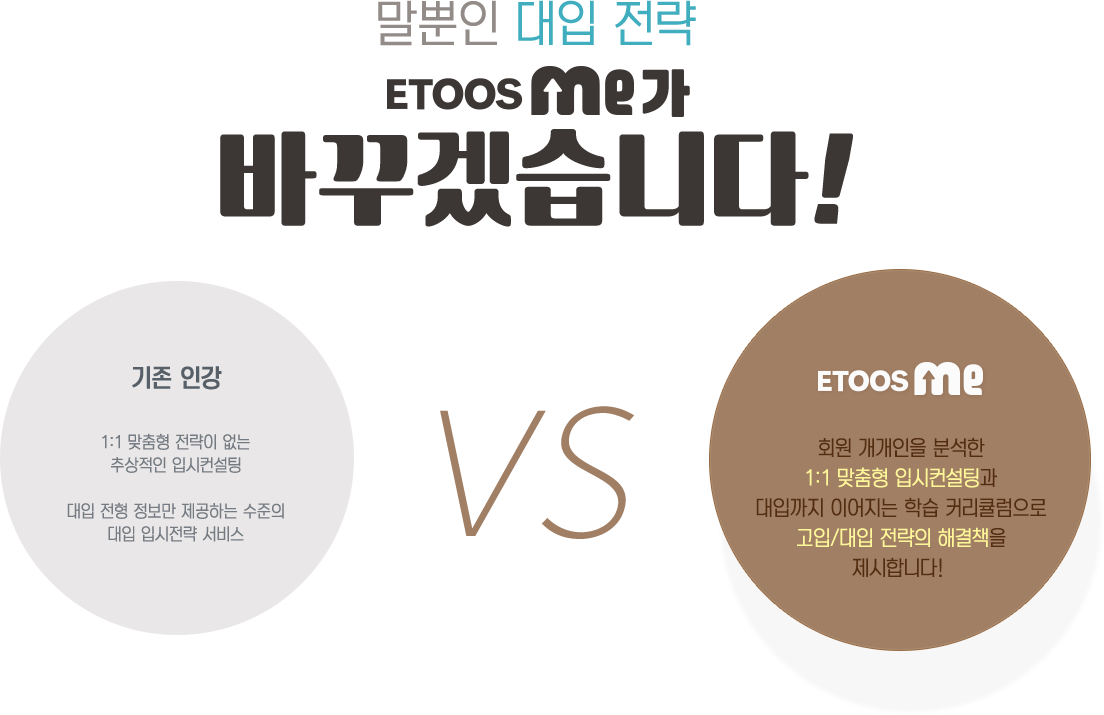 말뿐인 대입 전략
ETOOS me가
바꾸겠습니다!
기존 인강
1:1 맞춤형 전략이 없는
추상적인 입시컨설팅
대입 전형 정보만 제공하는 수준의
대입 입시전략 서비스
VS
ETOOS me
회원 개개인을 분석한
1:1 맞춤형 입시컨설팅과
대입까지 이어지는 학습 커리큘럼으로
고입/대입 전략의 해결책을
제시합니다!